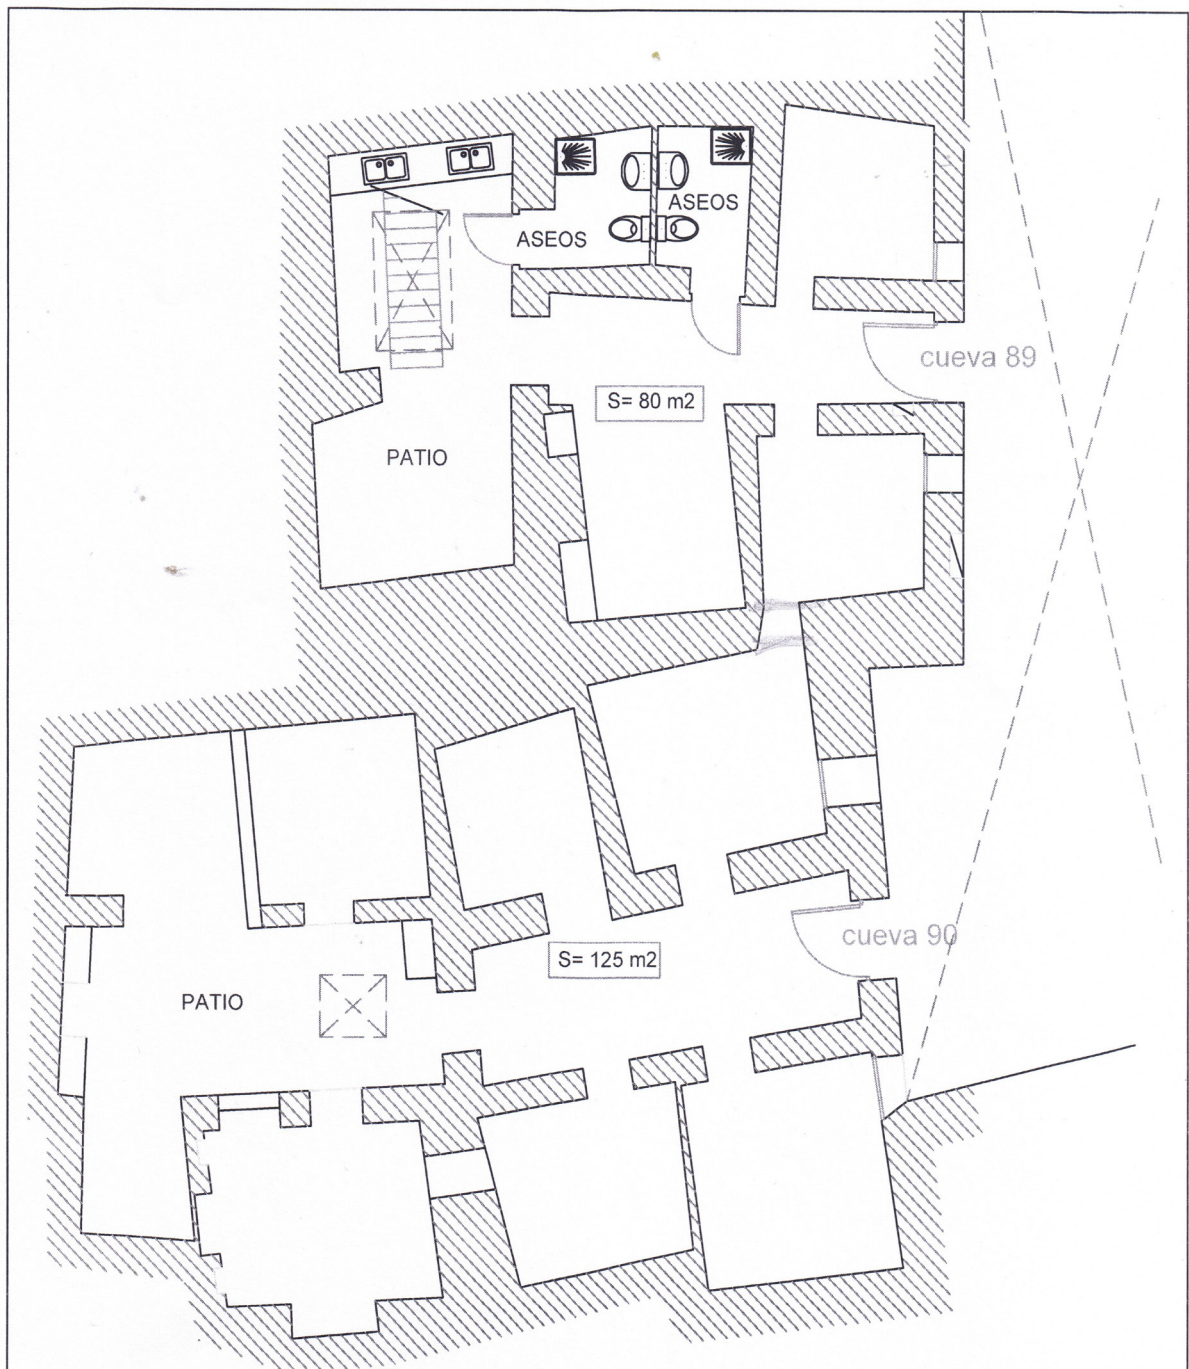 ASEOS
ASEOS
cueva 89
S= 80 m2
PATIO
cueva 90
S= 125 m2
PATIO